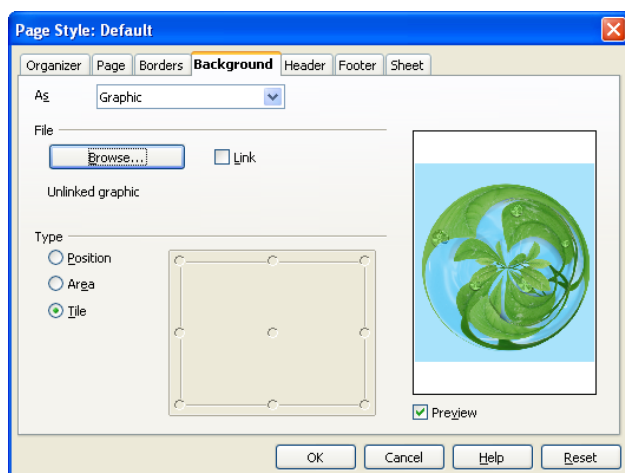 Page Style: Default
Organizer Page Borders Background Header Footer Sheet
As Graphic
File
Browse... Link
Unlinked graphic
Type
Position
Area
Tile
Preview
OK Cancel Help Reset